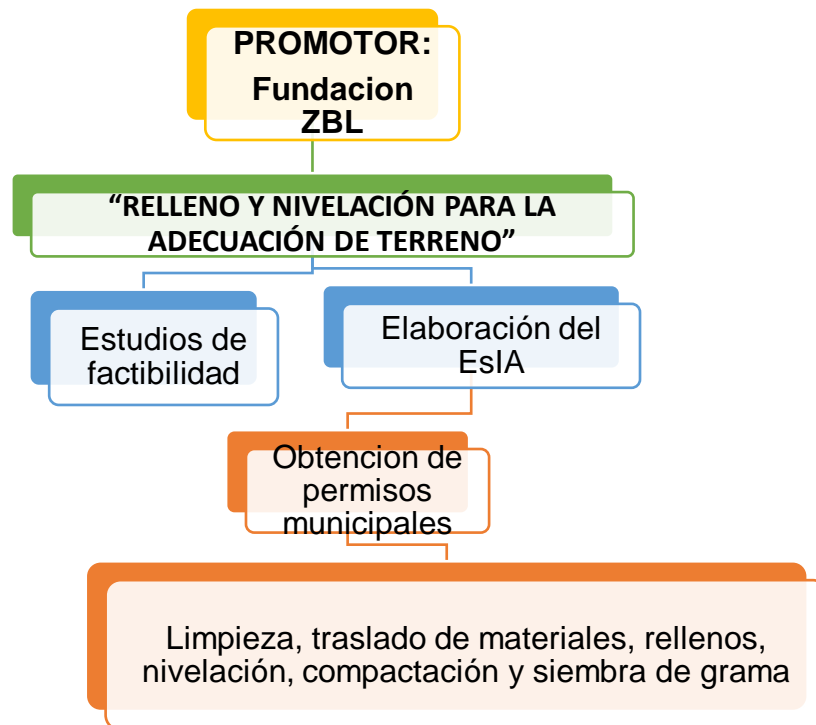 PROMOTOR:
Fundacion
ZBL
“RELLENO Y NIVELACIÓN PARA LA
ADECUACIÓN DE TERRENO”
Estudios de
factibilidad
Elaboración del
EsIA
Obtencion de
permisos
municipales
Limpieza, traslado de materiales, rellenos,
nivelación, compactación y siembra de grama